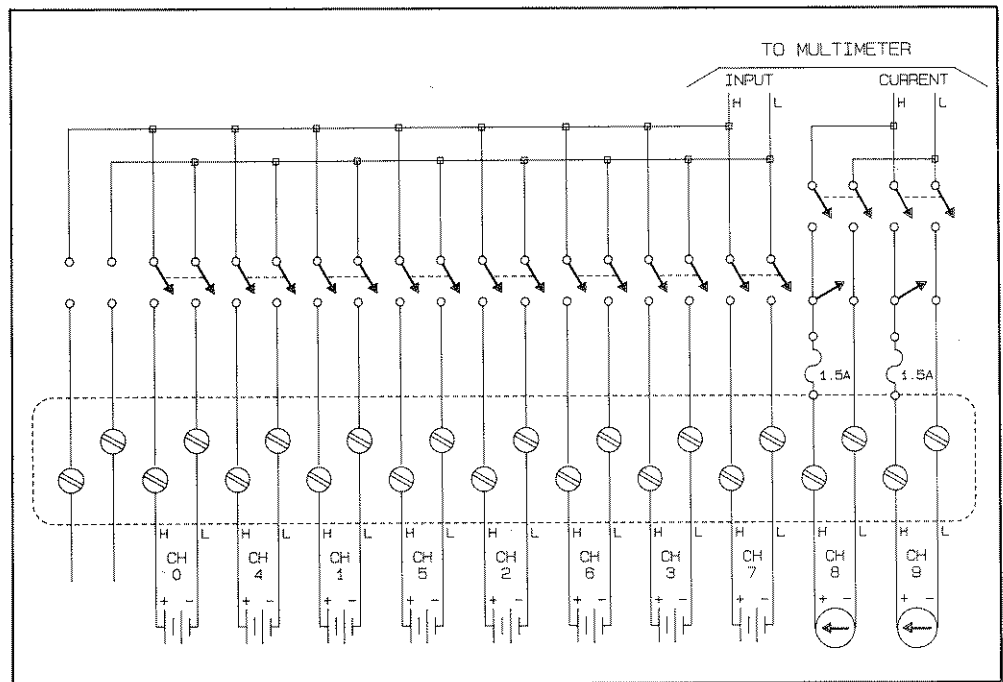 TO MULTIMETER
INPUT CURRENT
H L H L
1.5A 1.5A
H L H L H L H L H L H L H L H L H L H L
CH 0 CH 4 CH 1 CH 5 CH 2 CH 6 CH 3 CH 7 CH 8 CH 9
+ - + - + - + - + - + - + - + - + - + -